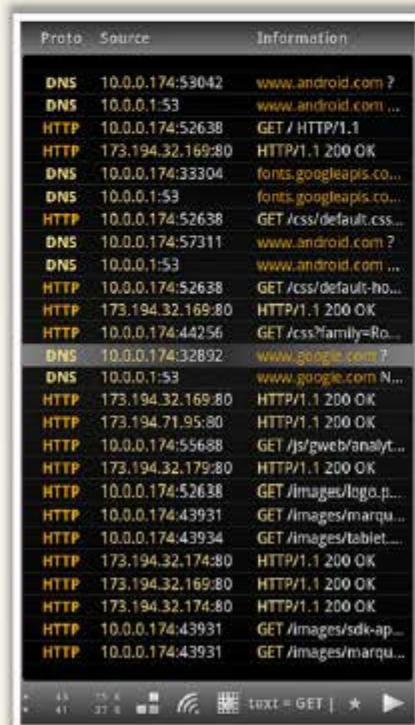 Proto Source Information
DNS 10.0.0.174:53042 www.android.com ?
DNS 10.0.0.1:53 www.android.com ...
HTTP 10.0.0.174:52638 GET / HTTP/1.1
HTTP 173.194.32.169:80 HTTP/1.1 200 OK
DNS 10.0.0.174:33304 fonts.googleapis.co...
DNS 10.0.0.1:53 fonts.googleapis.co...
HTTP 10.0.0.174:52638 GET /css/default.css...
DNS 10.0.0.174:57311 www.android.com ?
DNS 10.0.0.1:53 www.android.com ...
HTTP 10.0.0.174:52638 GET /css/default-ho...
HTTP 173.194.32.169:80 HTTP/1.1 200 OK
HTTP 10.0.0.174:44256 GET /css?family=Ro...
DNS 10.0.0.174:32892 www.google.com ?
DNS 10.0.0.1:53 www.google.com N...
HTTP 173.194.32.169:80 HTTP/1.1 200 OK
HTTP 173.194.71.95:80 HTTP/1.1 200 OK
HTTP 10.0.0.174:55688 GET /js/gweb/analyt...
HTTP 173.194.32.179:80 HTTP/1.1 200 OK
HTTP 10.0.0.174:52638 GET /images/logo.p...
HTTP 10.0.0.174:43931 GET /images/marqu...
HTTP 10.0.0.174:43934 GET /images/tablet....
HTTP 173.194.32.174:80 HTTP/1.1 200 OK
HTTP 173.194.32.169:80 HTTP/1.1 200 OK
HTTP 173.194.32.174:80 HTTP/1.1 200 OK
HTTP 10.0.0.174:43931 GET /images/sdk-ap...
HTTP 10.0.0.174:43931 GET /images/marqu...
text = GET |